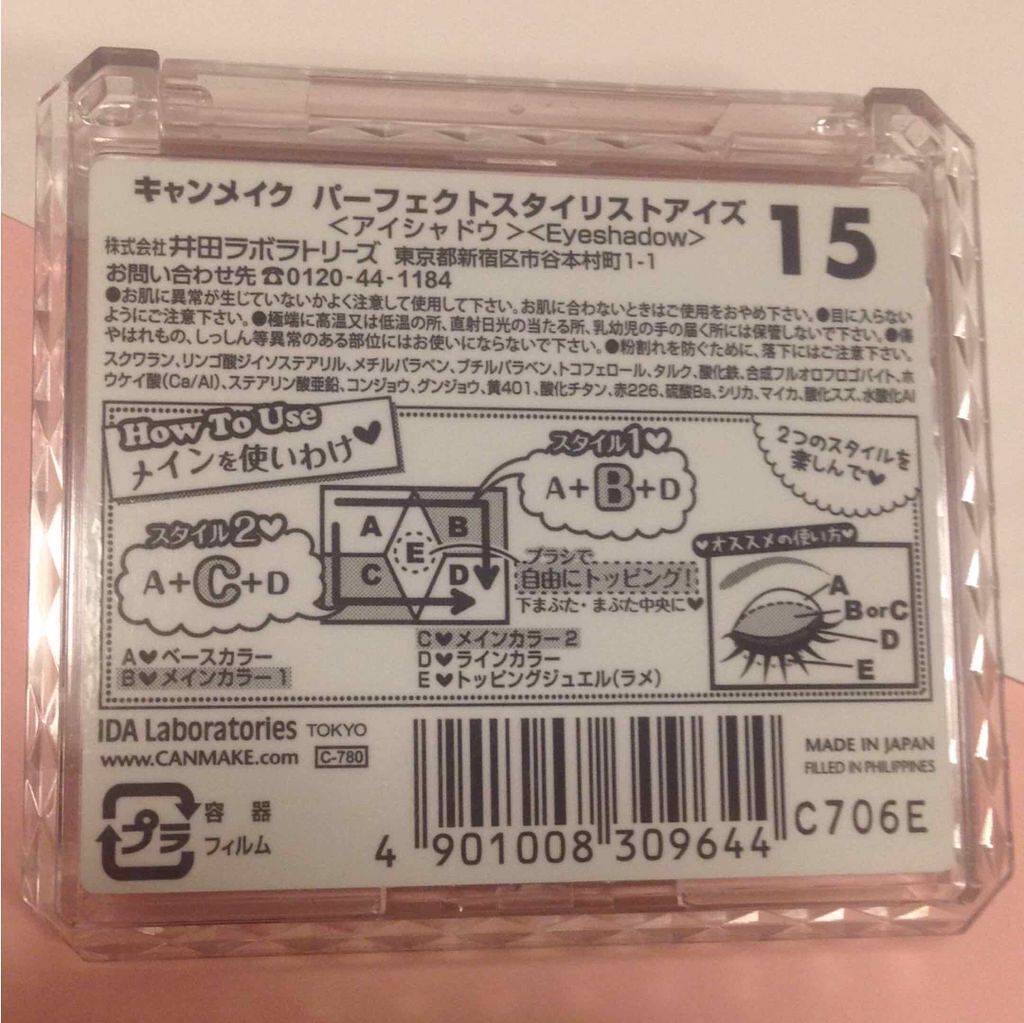 キャンメイク パーフェクトスタイリストアイズ 15
<アイシャドウ><Eyeshadow>
株式会社 井田ラボラトリーズ 東京都新宿区市谷本村町1-1
お問い合わせ先☎0120-44-1184
●お肌に異常が生じていないかよく注意して使用して下さい。お肌に合わないときはご使用をおやめ下さい。●目に入らない
ようにご注意下さい。●極端に高温又は低温の所、直射日光の当たる所、乳幼児の手の届く所には保管しないで下さい。●傷
やはれもの、しっしん等異常のある部位にはお使いにならないで下さい。●粉割れを防ぐために、落下にはご注意下さい。
スクワラン、リンゴ酸ジイソステアリル、メチルパラベン、ブチルパラベン、トコフェロール、タルク、酸化鉄、合成フルオロフロゴパイト、ホ
ウケイ酸(Ca/Al)、ステアリン酸亜鉛、コンジョウ、グンジョウ、黄401、酸化チタン、赤226、硫酸Ba、シリカ、マイカ、酸化スズ、水酸化Al
How To Use
メインを使いわけ♥
スタイル1♡
A+B+D
2つのスタイルを
楽しんで♥
スタイル2♡
A+C+D
A
B
C
D
E
ブラシで
自由にトッピング!
下まぶた・まぶた中央に♥
♥オススメの使い方♥
A
B or C
D
E
A♥ベースカラー
B♥メインカラー1
C♥メインカラー2
D♥ラインカラー
E♥トッピングジュエル(ラメ)
IDA Laboratories TOKYO
www.CANMAKE.com C-780
プラ
容器
フィルム
4 901008 309644
MADE IN JAPAN
FILLED IN PHILIPPINES
C706E